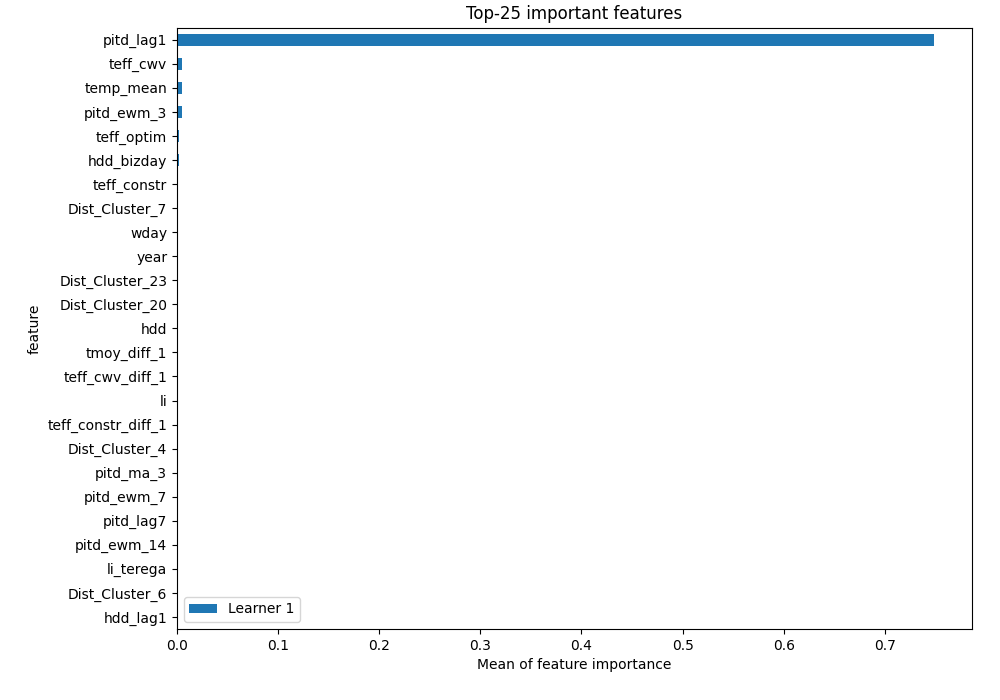 Top-25 important features
pitd_lag1
teff_cwv
temp_mean
pitd_ewm_3
teff_optim
hdd_bizday
teff_constr
Dist_Cluster_7
wday
year
Dist_Cluster_23
Dist_Cluster_20
hdd
tmoy_diff_1
teff_cwv_diff_1
li
teff_constr_diff_1
Dist_Cluster_4
pitd_ma_3
pitd_ewm_7
pitd_lag7
pitd_ewm_14
li_terega
Dist_Cluster_6
hdd_lag1
feature
Learner 1
0.0 0.1 0.2 0.3 0.4 0.5 0.6 0.7
Mean of feature importance